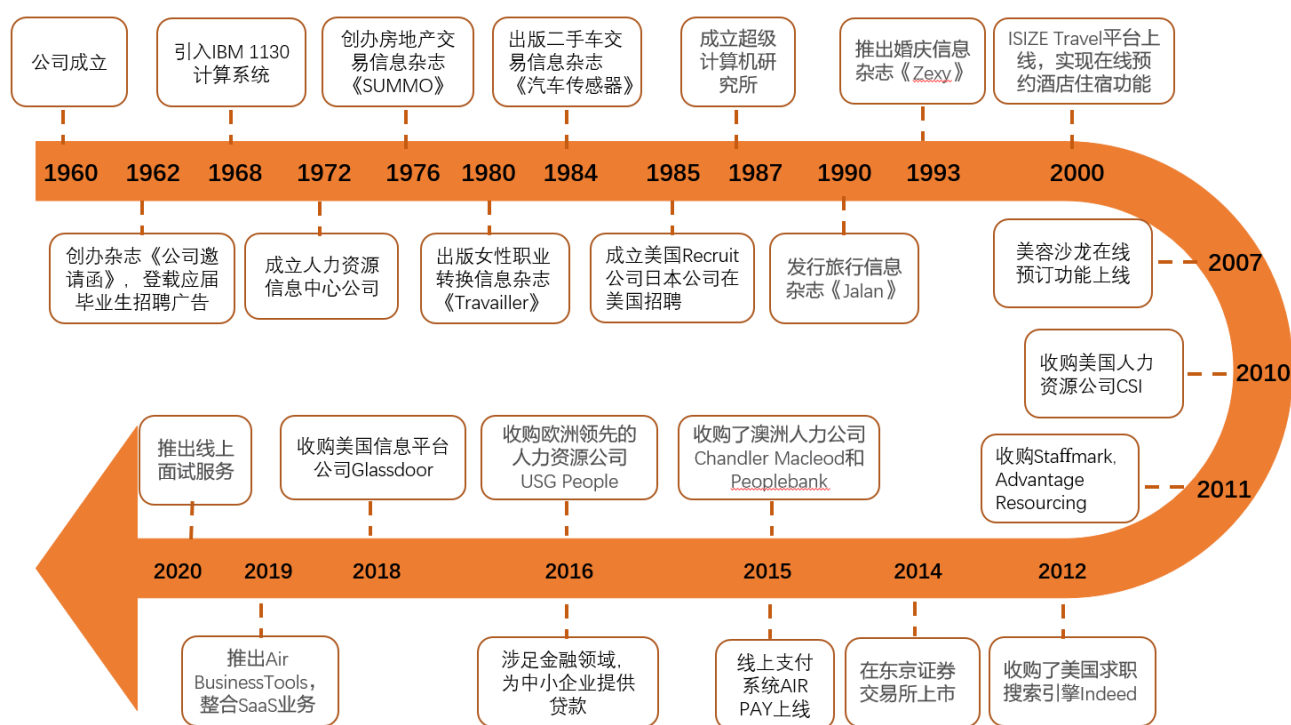 公司成立
引入IBM 1130
计算系统
创办房地产交
易信息杂志
《SUMMO》
出版二手车交
易信息杂志
《汽车传感器》
成立超级
计算机研
究所
推出婚庆信息
杂志《Zexy》
ISIZE Travel平台上
线，实现在线预
约酒店住宿功能
1960
1962
1968
1972
1976
1980
1984
1985
1987
1990
1993
2000
创办杂志《公司邀
请函》，登载应届
毕业生招聘广告
成立人力资源
信息中心公司
出版女性职业
转换信息杂志
《Travailler》
成立美国Recruit
公司日本公司在
美国招聘
发行旅行信息
杂志《Jalan》
美容沙龙在线
预订功能上线
2007
收购美国人力
资源公司CSI
2010
收购Staffmark,
Advantage
Resourcing
2011
推出线上
面试服务
收购美国信息平台
公司Glassdoor
收购欧洲领先的
人力资源公司
USG People
收购了澳洲人力公司
Chandler Macleod和
Peoplebank
2020
2019
2018
2016
2015
2014
2012
推出Air
BusinessTools，
整合SaaS业务
涉足金融领域，
为中小企业提供
贷款
线上支付
系统AIR
PAY上线
在东京证券
交易所上市
收购了美国求职
搜索引擎Indeed